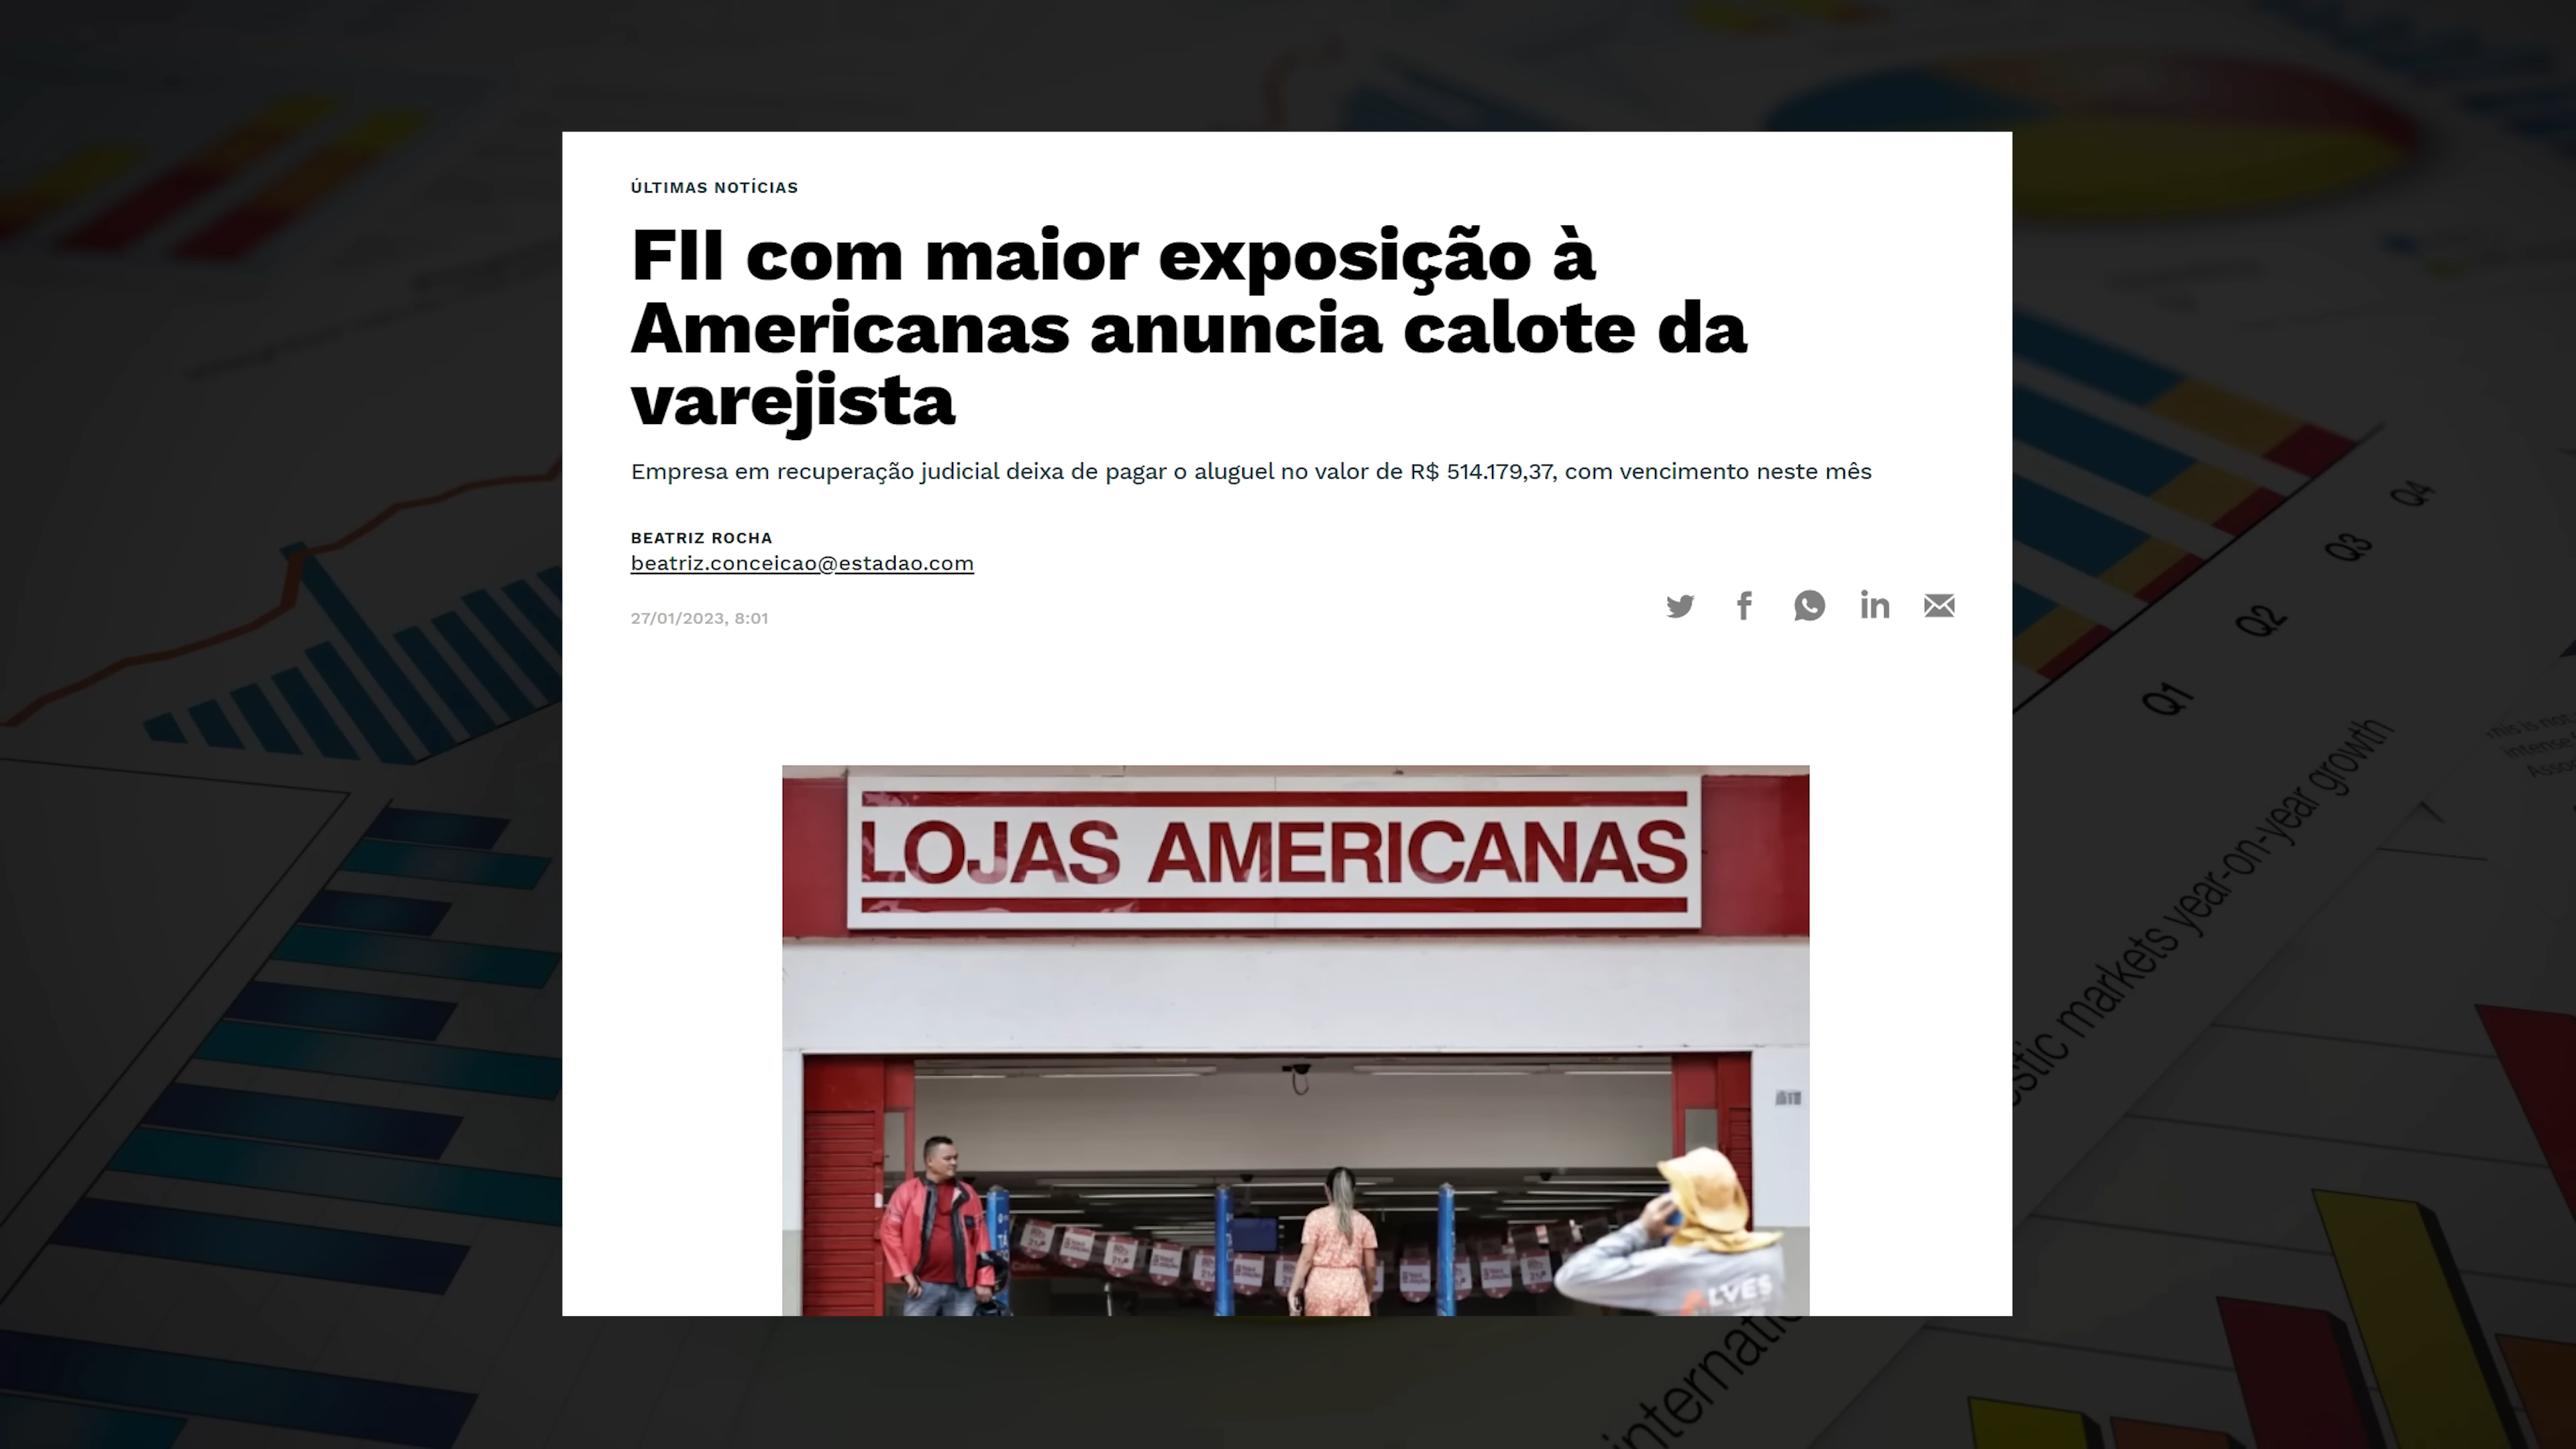 ÚLTIMAS NOTÍCIAS
FII com maior exposição à
Americanas anuncia calote da
varejista
Empresa em recuperação judicial deixa de pagar o aluguel no valor de R$ 514.179,37, com vencimento neste mês
BEATRIZ ROCHA
beatriz.conceicao@estadao.com
27/01/2023, 8:01
LOJAS AMERICANAS
ALVES
Q1
Q2
Q3
Q4
markets year-on-year growth